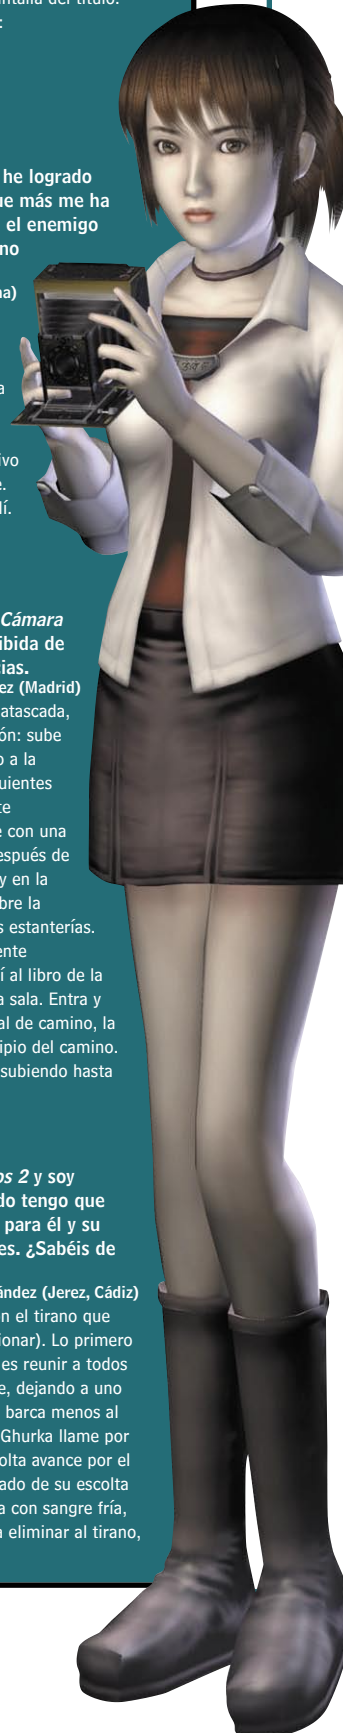 ntalla del título.
:
he logrado
ue más me ha
el enemigo
no
na)
a
ivo
e.
lí.
Cámara
ibida de
cias.
ez (Madrid)
atascada,
ón: sube
o a la
uientes
te
e con una
espués de
y en la
bre la
s estanterías.
ente
í al libro de la
a sala. Entra y
al de camino, la
ipio del camino.
subiendo hasta
os 2 y soy
do tengo que
para él y su
es. ¿Sabéis de
ández (Jerez, Cádiz)
n el tirano que
ionar). Lo primero
es reunir a todos
e, dejando a uno
barca menos al
Ghurka llame por
olta avance por el
ado de su escolta
a con sangre fría,
a eliminar al tirano,